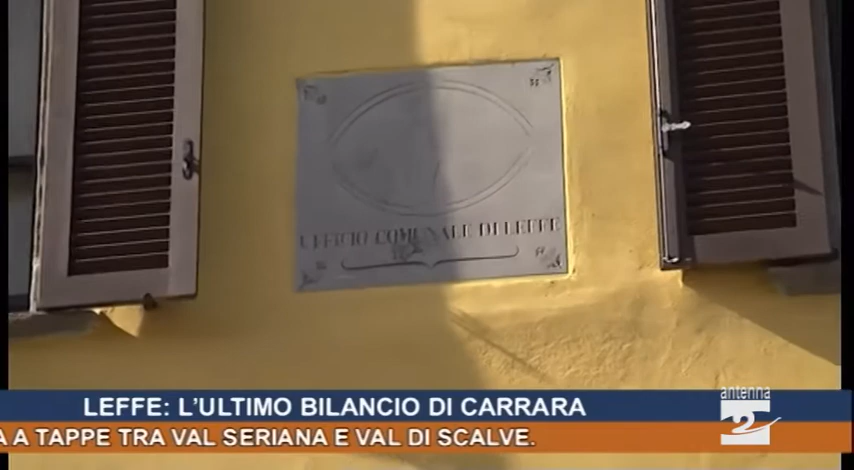 UFFICIO COMUNALE DI LEFFE
LEFFE: L'ULTIMO BILANCIO DI CARRARA
antenna
2
A A TAPPE TRA VAL SERIANA E VAL DI SCALVE.